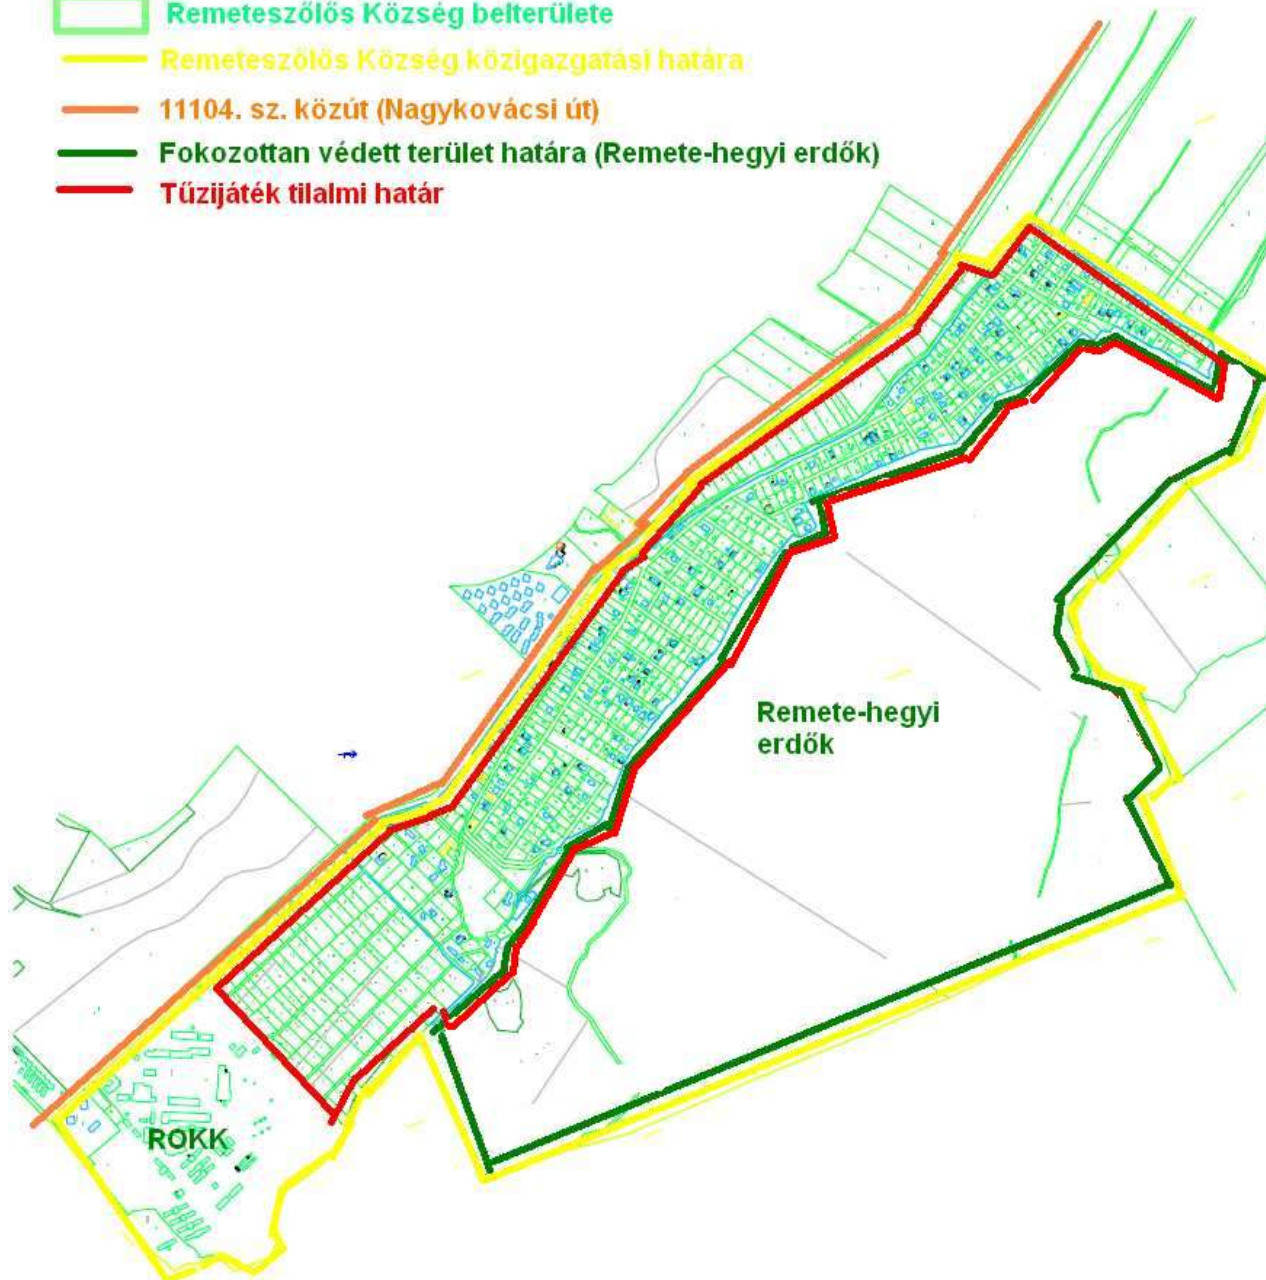 Remeteszőlős Község belterülete
Remeteszőlős Község közigazgatási határa
11104. sz. közút (Nagykovácsi út)
Fokozottan védett terület határa (Remete-hegyi erdők)
Tűzijáték tilalmi határ
Remete-hegyi
erdők
ROKK